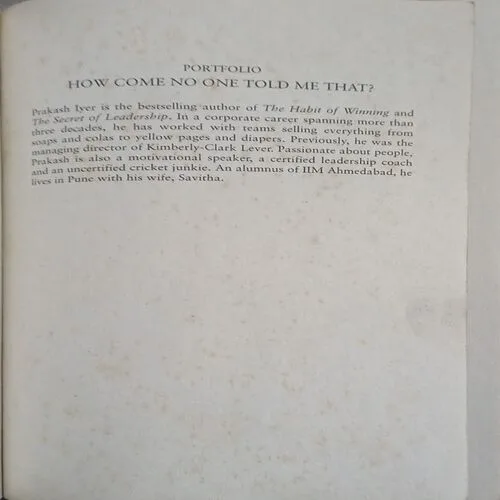 PORTFOLIO
HOW COME NO ONE TOLD ME THAT?
Prakash Iyer is the bestselling author of The Habit of Winning and
The Secret of Leadership. In a corporate career spanning more than
three decades, he has worked with teams selling everything from
soaps and colas to yellow pages and diapers. Previously, he was the
managing director of Kimberly-Clark Lever. Passionate about people,
Prakash is also a motivational speaker, a certified leadership coach
and an uncertified cricket junkie. An alumnus of IIM Ahmedabad, he
lives in Pune with his wife, Savitha.